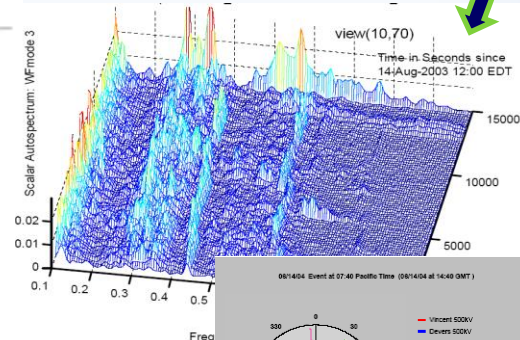 view(10,70)
Time in Seconds since
14-Aug-2003 12:00 EDT
Scalar Autospectrum: WFmode 3
15000
10000
5000
0.02
0.01
0
0.1
0.2
0.3
0.4
0.5
Freq
06/14/04 Event at 07:40 Pacific Time (06/14/04 at 14:40 GMT )
0
330
30
Vincent 500kV
Devers 500kV